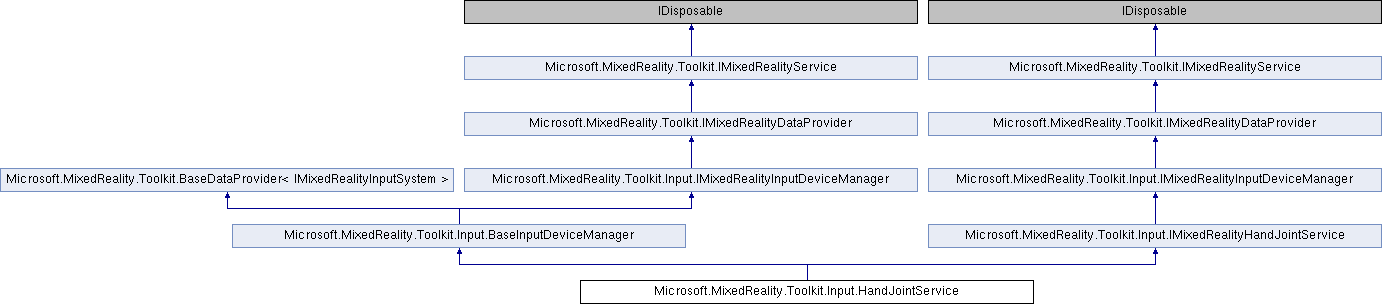 IDisposable
IDisposable
Microsoft.MixedReality.Toolkit.IMixedRealityService
Microsoft.MixedReality.Toolkit.IMixedRealityService
Microsoft.MixedReality.Toolkit.IMixedRealityDataProvider
Microsoft.MixedReality.Toolkit.IMixedRealityDataProvider
Microsoft.MixedReality.Toolkit.BaseDataProvider< IMixedRealityInputSystem >
Microsoft.MixedReality.Toolkit.Input.IMixedRealityInputDeviceManager
Microsoft.MixedReality.Toolkit.Input.IMixedRealityInputDeviceManager
Microsoft.MixedReality.Toolkit.Input.BaseInputDeviceManager
Microsoft.MixedReality.Toolkit.Input.IMixedRealityHandJointService
Microsoft.MixedReality.Toolkit.Input.HandJointService